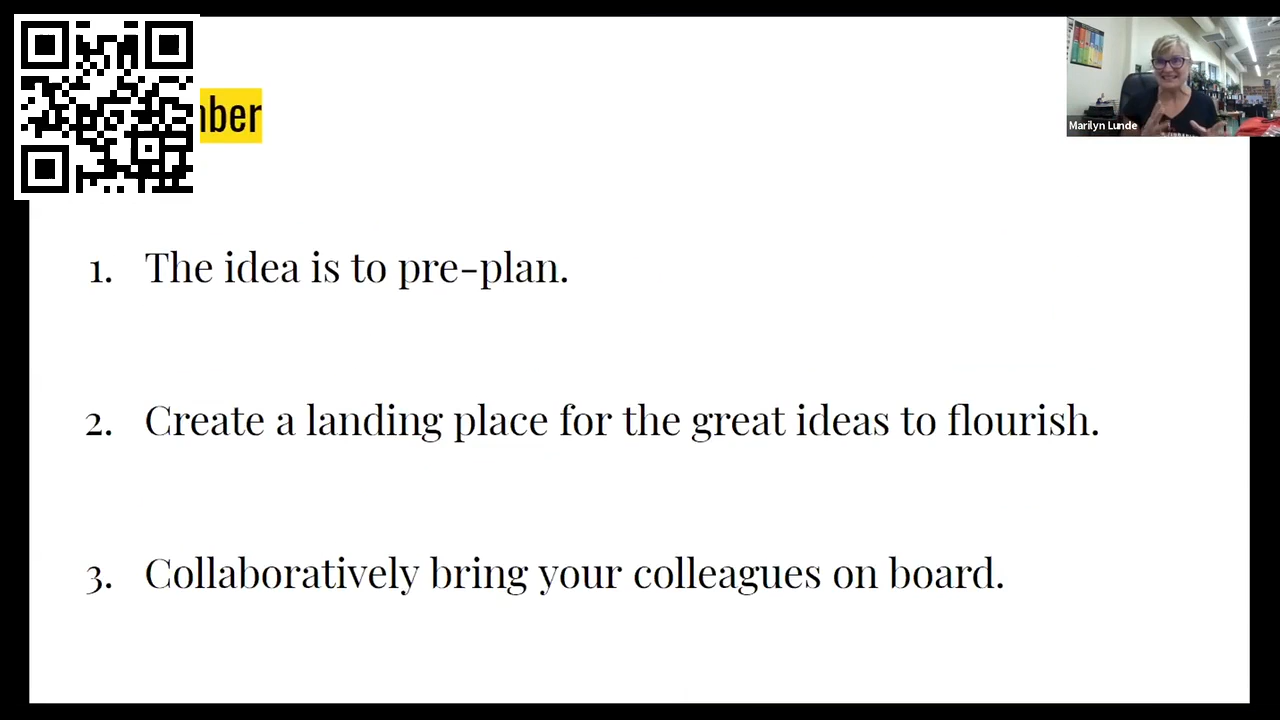 Marilyn Lunde
1. The idea is to pre-plan.
2. Create a landing place for the great ideas to flourish.
3. Collaboratively bring your colleagues on board.